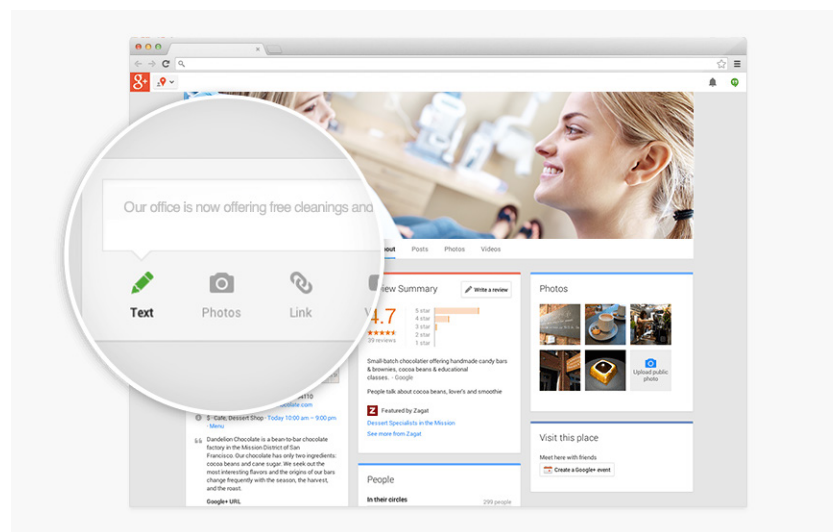 g+
Our office is now offering free cleanings and
Text
Photos
Link
out
Posts
Photos
Videos
ew Summary
Write a review
4.7
39 reviews
5 star
4 star
3 star
2 star
1 star
Small-batch chocolatier offering handmade candy bars
& brownies, cocoa beans & educational
classes. - Google
People talk about cocoa beans, lover's and smoothie
Z Featured by Zagat
Dessert Specialists in the Mission
See more from Zagat
People
In their circles
299 people
Photos
Upload public
photo
Visit this place
Meet here with friends
Create a Google+ event
4110
colate.com
$ · Cafe, Dessert Shop · Today 10:00 am – 9:00 pm
· Menu
Dandelion Chocolate is a bean-to-bar chocolate
factory in the Mission District of San
Francisco. Our chocolate has only two ingredients:
cocoa beans and cane sugar. We seek out the
most interesting flavors and the origins of our bars
change frequently with the season, the harvest,
and the roast.
Google+ URL